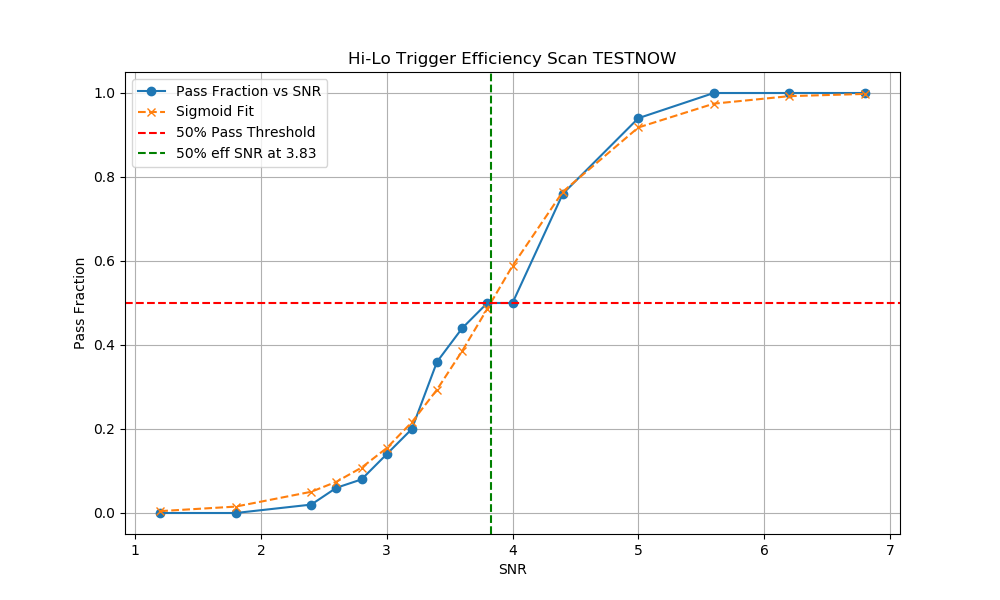 Hi-Lo Trigger Efficiency Scan TESTNOW
Pass Fraction vs SNR
Sigmoid Fit
50% Pass Threshold
50% eff SNR at 3.83
Pass Fraction
1.0
0.8
0.6
0.4
0.2
0.0
1 2 3 4 5 6 7
SNR